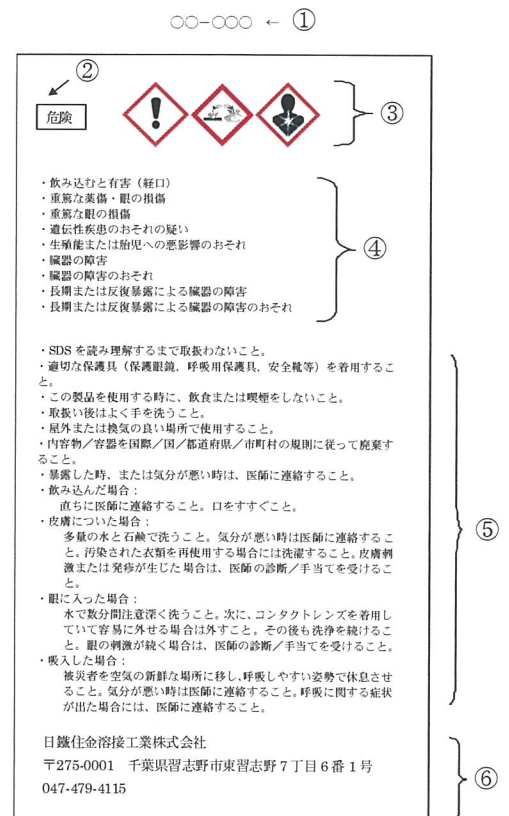 ○○-○○○ ← ①
②
危険
③
・飲み込むと有害（経口）
・重篤な薬傷・眼の損傷
・重篤な眼の損傷
・遺伝性疾患のおそれの疑い
・生殖能または胎児への悪影響のおそれ
・臓器の障害
・臓器の障害のおそれ
・長期または反復暴露による臓器の障害
・長期または反復暴露による臓器の障害のおそれ
④
・SDS を読み理解するまで取扱わないこと。
・適切な保護具（保護眼鏡，呼吸用保護具，安全靴等）を着用するこ
と。
・この製品を使用する時に、飲食または喫煙をしないこと。
・取扱い後はよく手を洗うこと。
・屋外または換気の良い場所で使用すること。
・内容物／容器を国際／国／都道府県／市町村の規則に従って廃棄す
ること。
・暴露した時、または気分が悪い時は、医師に連絡すること。
・飲み込んだ場合：
直ちに医師に連絡すること。口をすすぐこと。
・皮膚についた場合：
多量の水と石鹸で洗うこと。気分が悪い時は医師に連絡するこ
と。汚染された衣類を再使用する場合には洗濯すること。皮膚刺
激または発疹が生じた場合は、医師の診断／手当てを受けるこ
と。
・眼に入った場合：
水で数分間注意深く洗うこと。次に、コンタクトレンズを着用し
ていて容易に外せる場合は外すこと。その後も洗浄を続けるこ
と。眼の刺激が続く場合は、医師の診断／手当てを受けること。
・吸入した場合：
被災者を空気の新鮮な場所に移し、呼吸しやすい姿勢で休息させ
ること。気分が悪い時は医師に連絡すること。呼吸に関する症状
が出た場合には、医師に連絡すること。
⑤
日鐵住金溶接工業株式会社
〒275-0001　千葉県習志野市東習志野7丁目6番1号
047-479-4115
⑥